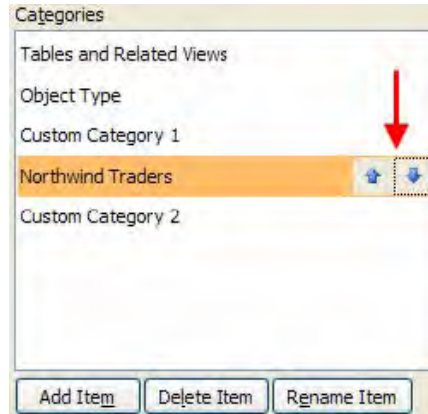 Categories
Tables and Related Views
Object Type
Custom Category 1
Northwind Traders
Custom Category 2
Add Item Delete Item Rename Item